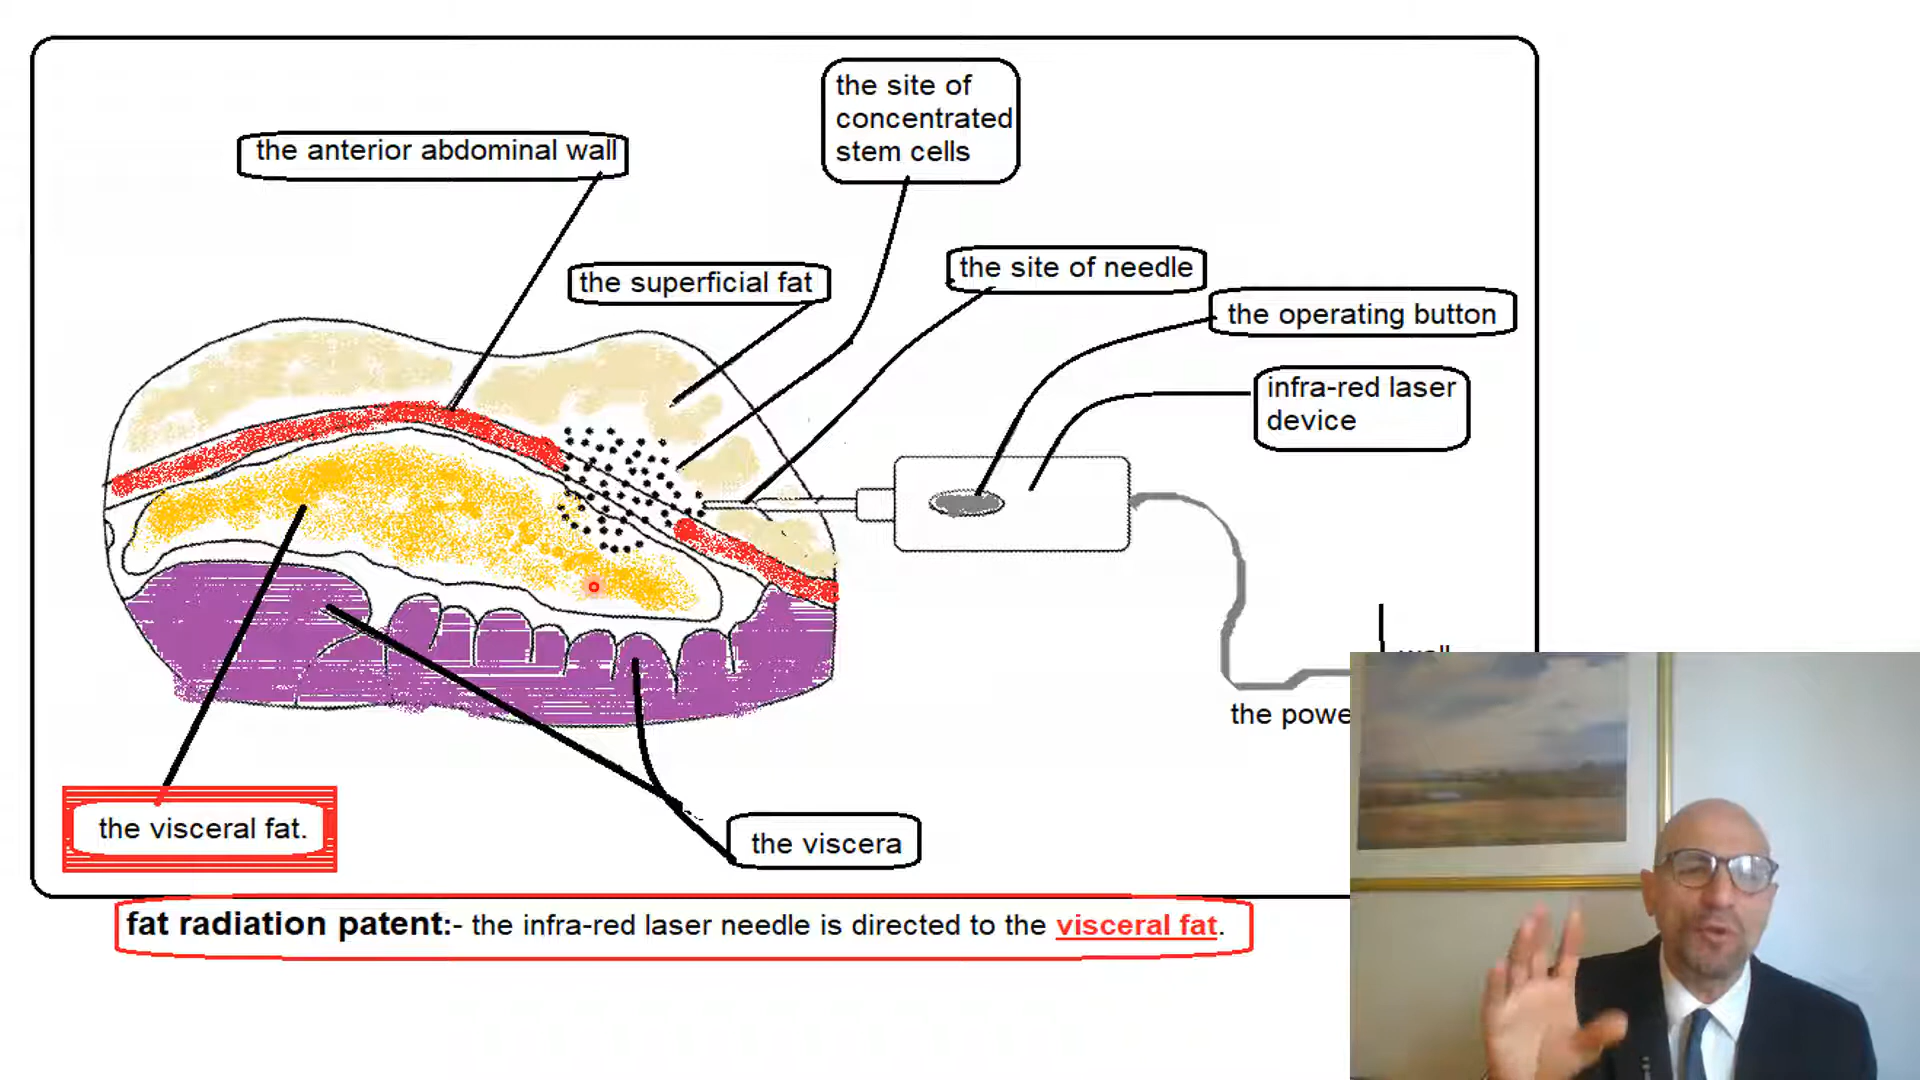 the site of
concentrated
stem cells
the anterior abdominal wall
the superficial fat
the site of needle
the operating button
infra-red laser
device
the visceral fat.
the viscera
fat radiation patent:- the infra-red laser needle is directed to the visceral fat.
the